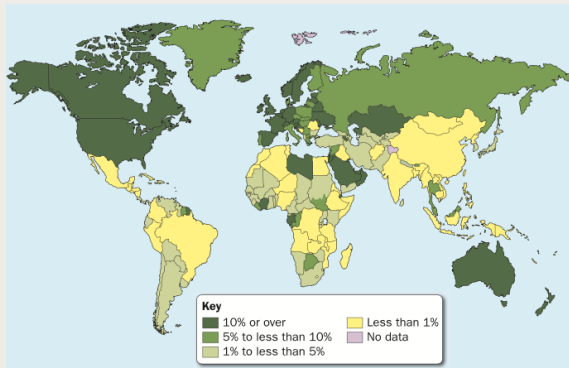 Key
10% or over
5% to less than 10%
1% to less than 5%
Less than 1%
No data